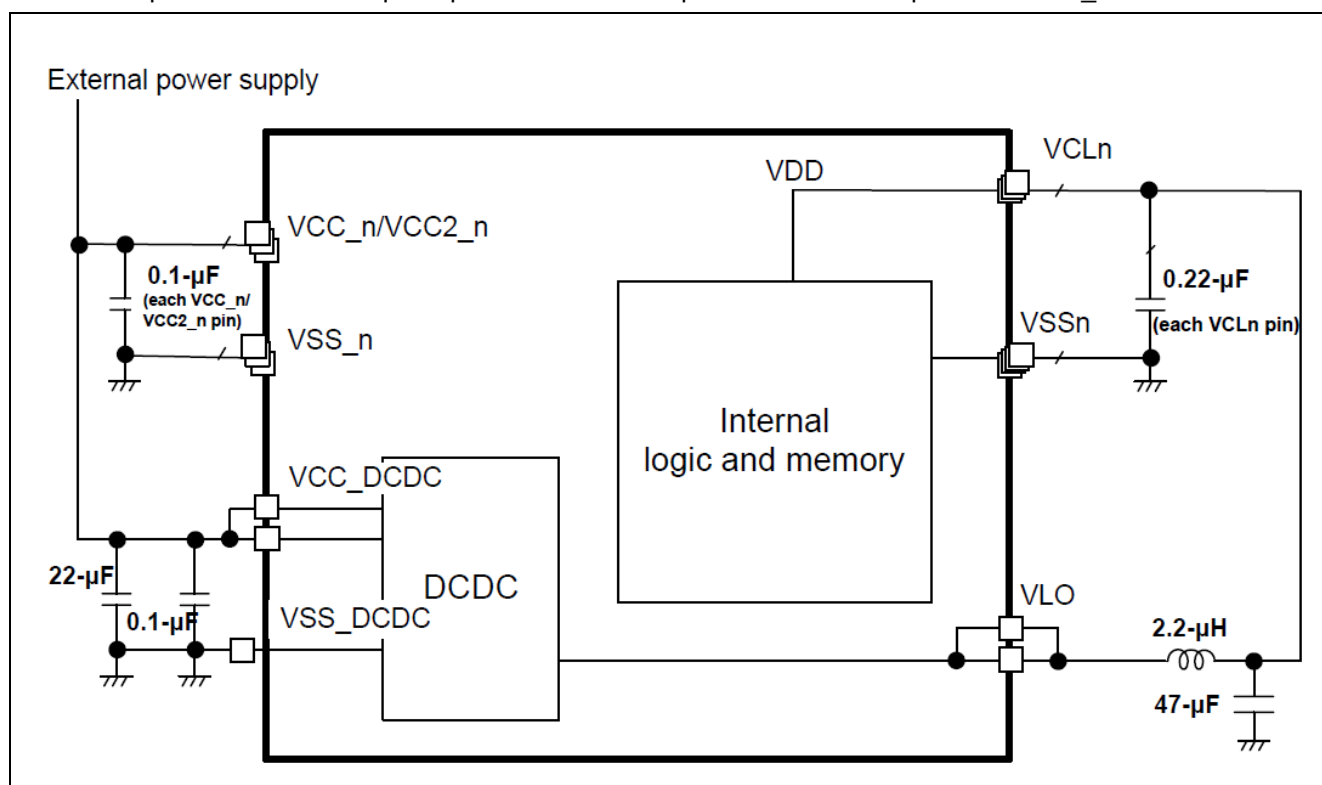 External power supply
VCLn
VDD
VCC_n/VCC2_n
0.1-µF
(each VCC_n/
VCC2_n pin)
0.22-µF
(each VCLn pin)
VSS_n
VSSn
Internal
logic and memory
VCC_DCDC
22-µF
DCDC
0.1-µF
VSS_DCDC
VLO
2.2-µH
47-µF